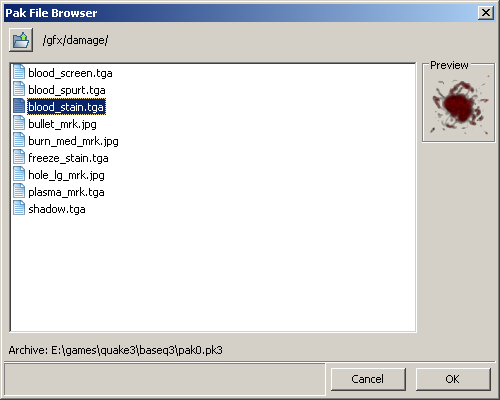 Pak File Browser
/gfx/damage/
Preview
blood_screen.tga
blood_spurt.tga
blood_stain.tga
bullet_mrk.jpg
burn_med_mrk.jpg
freeze_stain.tga
hole_lg_mrk.jpg
plasma_mrk.tga
shadow.tga
Archive: E:\games\quake3\baseq3\pak0.pk3
Cancel
OK